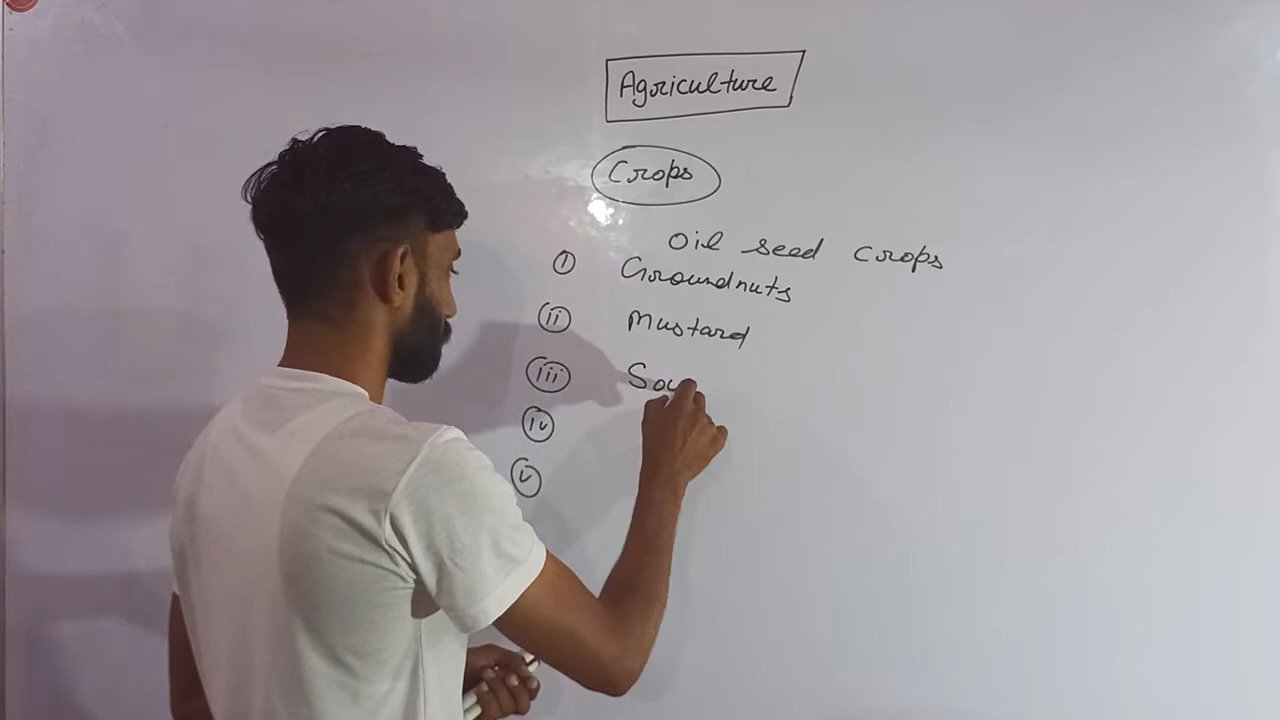 Agriculture
Crops
Oil seed crops
(i) Groundnuts
(ii) Mustard
(iii)
(iv)
(v)